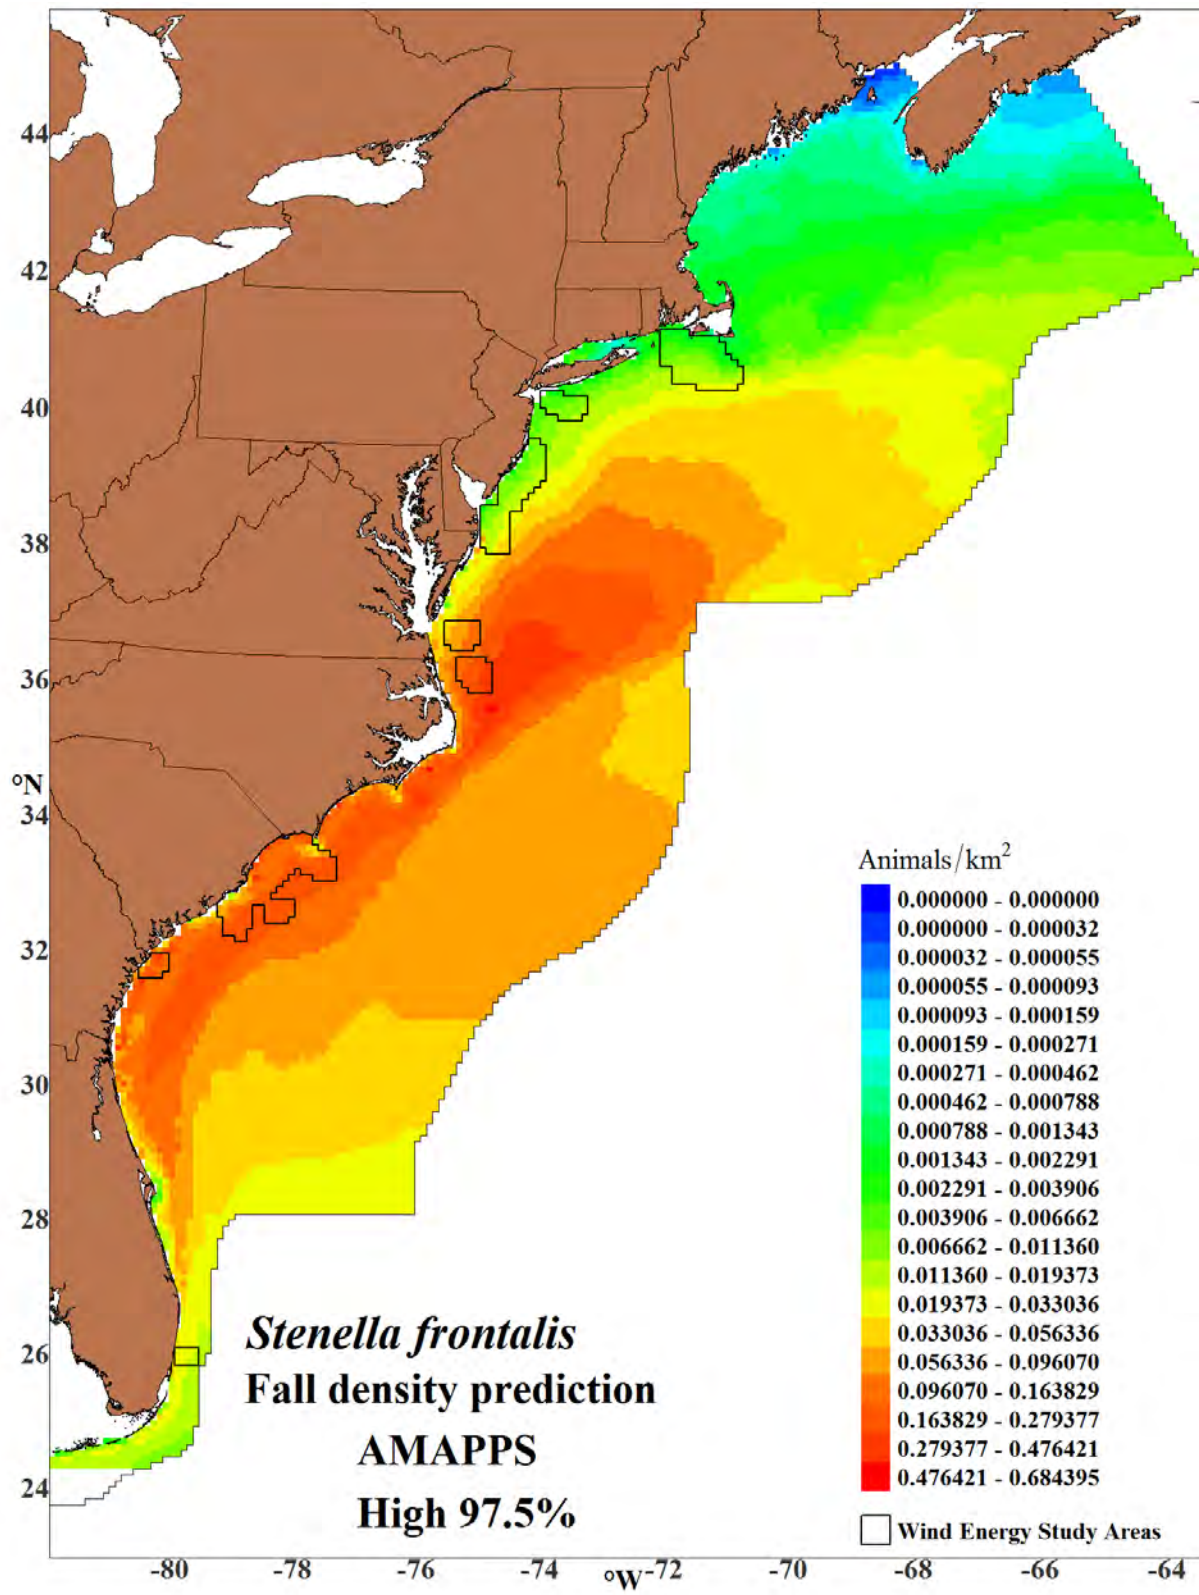 44
42
40
38
36
°N
34
32
30
28
26
24
-80
-78
-76
-74
°W
-72
-70
-68
-66
-64
Stenella frontalis
Fall density prediction
AMAPPS
High 97.5%
Animals/km²
0.000000 - 0.000000
0.000000 - 0.000032
0.000032 - 0.000055
0.000055 - 0.000093
0.000093 - 0.000159
0.000159 - 0.000271
0.000271 - 0.000462
0.000462 - 0.000788
0.000788 - 0.001343
0.001343 - 0.002291
0.002291 - 0.003906
0.003906 - 0.006662
0.006662 - 0.011360
0.011360 - 0.019373
0.019373 - 0.033036
0.033036 - 0.056336
0.056336 - 0.096070
0.096070 - 0.163829
0.163829 - 0.279377
0.279377 - 0.476421
0.476421 - 0.684395
Wind Energy Study Areas